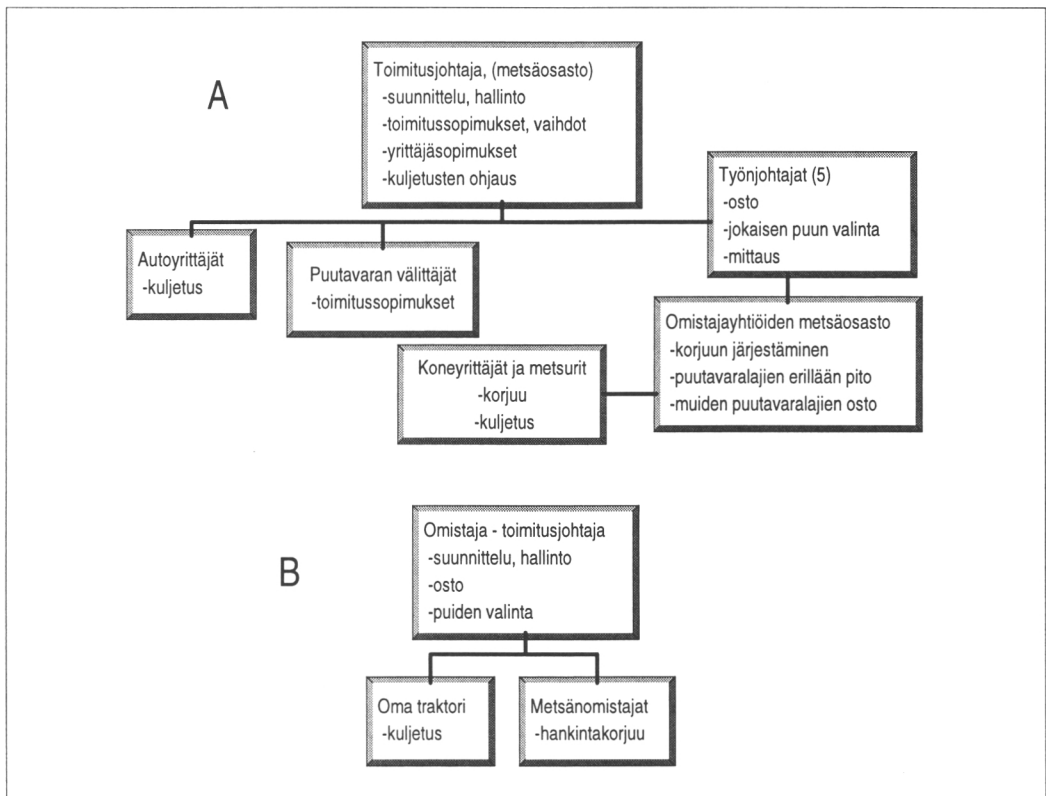 A
Toimitusjohtaja, (metsäosasto)
-suunnittelu, hallinto
-toimitussopimukset, vaihdot
-yrittäjäsopimukset
-kuljetusten ohjaus
Työnjohtajat (5)
-osto
-jokaisen puun valinta
-mittaus
Autoyrittäjät
-kuljetus
Puutavaran välittäjät
-toimitussopimukset
Omistajayhtiöiden metsäosasto
-korjuun järjestäminen
-puutavaralajien erillään pito
-muiden puutavaralajien osto
Koneyrittäjät ja metsurit
-korjuu
-kuljetus
B
Omistaja - toimitusjohtaja
-suunnittelu, hallinto
-osto
-puiden valinta
Oma traktori
-kuljetus
Metsänomistajat
-hankintakorjuu